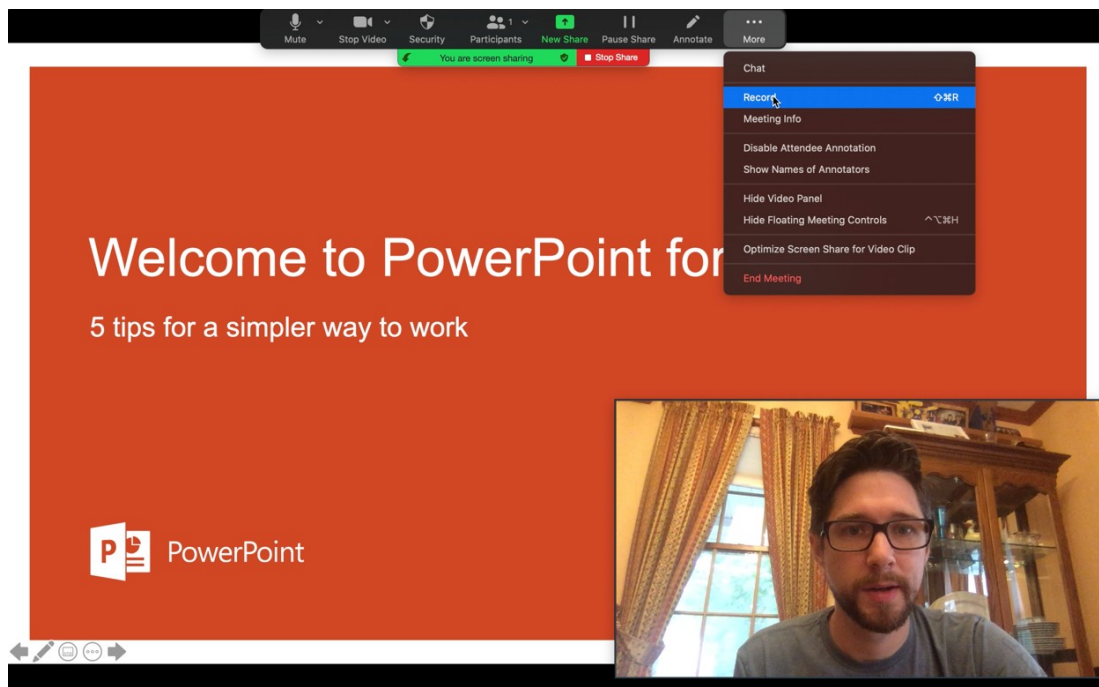 Mute Stop Video Security Participants 1 New Share Pause Share Annotate More
You are screen sharing Stop Share
Chat
Record ⇧⌘R
Meeting Info
Disable Attendee Annotation
Show Names of Annotators
Hide Video Panel
Hide Floating Meeting Controls ^⌥⌘H
Optimize Screen Share for Video Clip
End Meeting
Welcome to PowerPoint for
5 tips for a simpler way to work
P PowerPoint